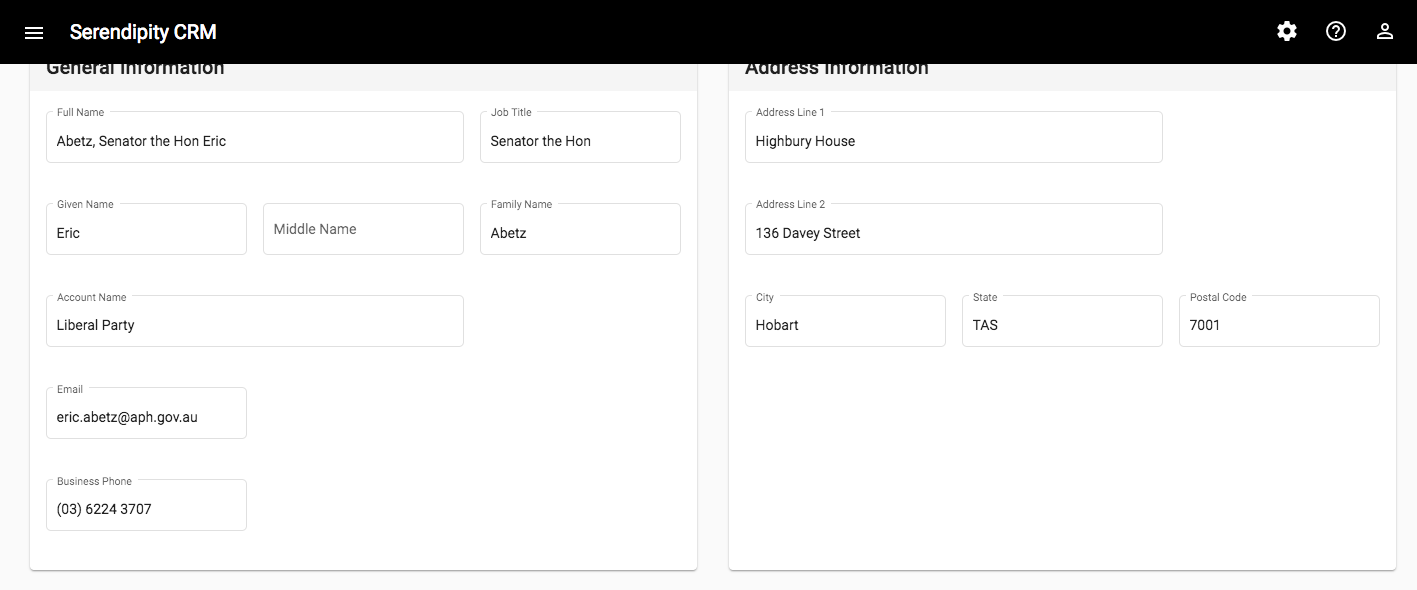 Serendipity CRM
General Information
Full Name
Abetz, Senator the Hon Eric
Job Title
Senator the Hon
Given Name
Eric
Middle Name
Family Name
Abetz
Account Name
Liberal Party
Email
eric.abetz@aph.gov.au
Business Phone
(03) 6224 3707
Address Information
Address Line 1
Highbury House
Address Line 2
136 Davey Street
City
Hobart
State
TAS
Postal Code
7001